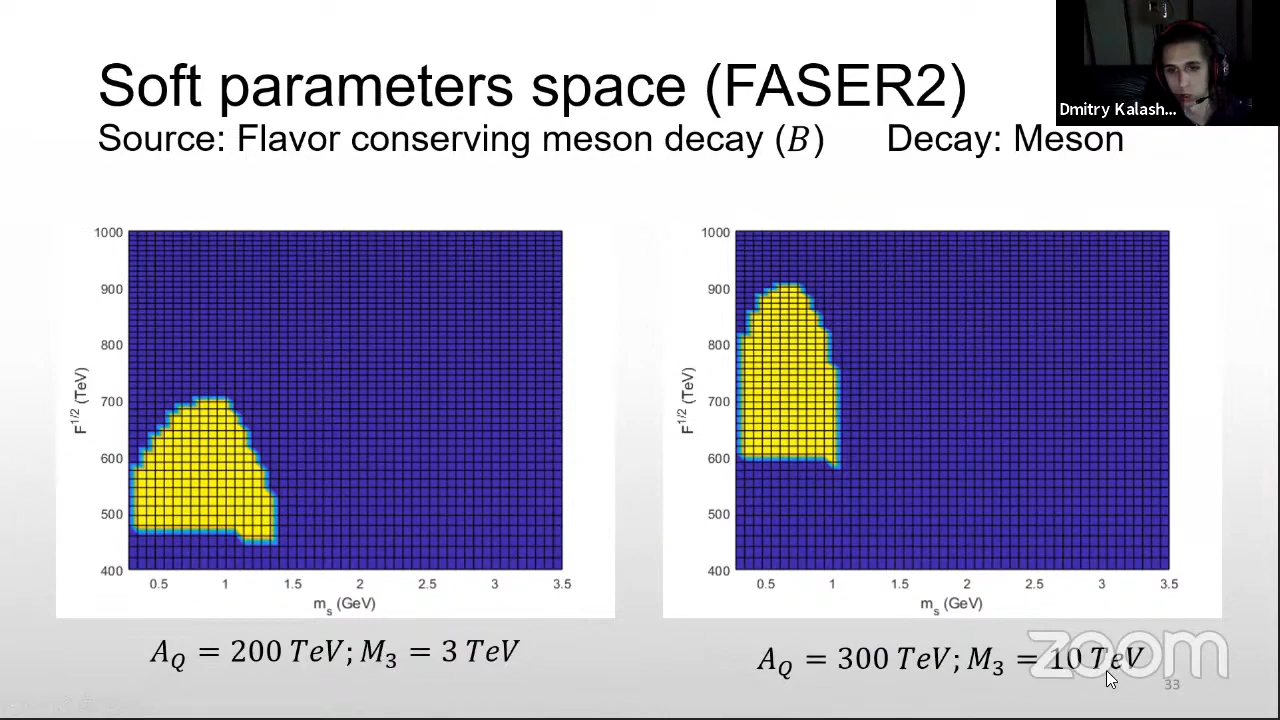 Soft parameters space (FASER2)
Source: Flavor conserving meson decay (B) Decay: Meson
Dmitry Kalash...
1000
900
800
700
600
500
400
F^1/2 (TeV)
0.5 1 1.5 2 2.5 3 3.5
m_s (GeV)
A_Q = 200 TeV; M_3 = 3 TeV
1000
900
800
700
600
500
400
F^1/2 (TeV)
0.5 1 1.5 2 2.5 3 3.5
m_s (GeV)
A_Q = 300 TeV; M_3 = 10 TeV
zoom
33